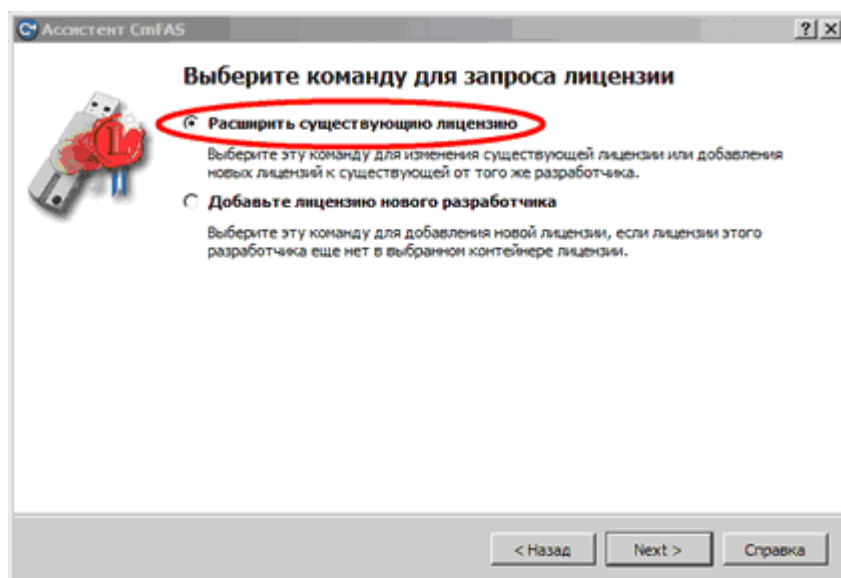 Ассистент CmFAS
Выберите команду для запроса лицензии
Расширить существующию лицензию
Выберите эту команду для изменения существующей лицензии или добавления
новых лицензий к существующей от того же разработчика.
Добавьте лицензию нового разработчика
Выберите эту команду для добавления новой лицензии, если лицензии этого
разработчика еще нет в выбранном контейнере лицензии.
< Назад
Next >
Справка